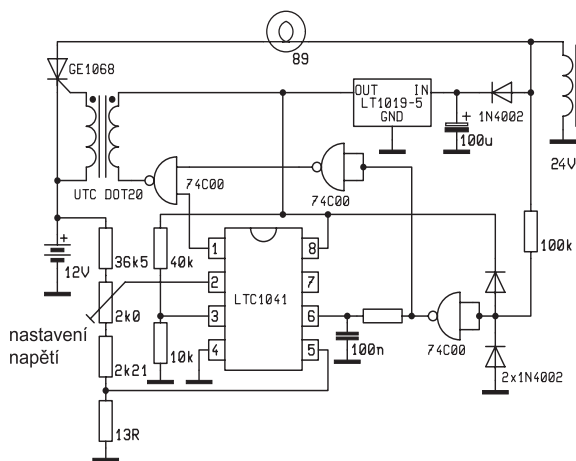 89
GE1068
OUT IN
LT1019-5
GND
1N4002
+
100u
24V
UTC DOT20
74C00
74C00
100k
+
12V
36k5
40k
1
8
2
7
LTC1041
2k0
3
6
nastavení
napětí
4
5
10k
100n
74C00
2k21
2x1N4002
13R